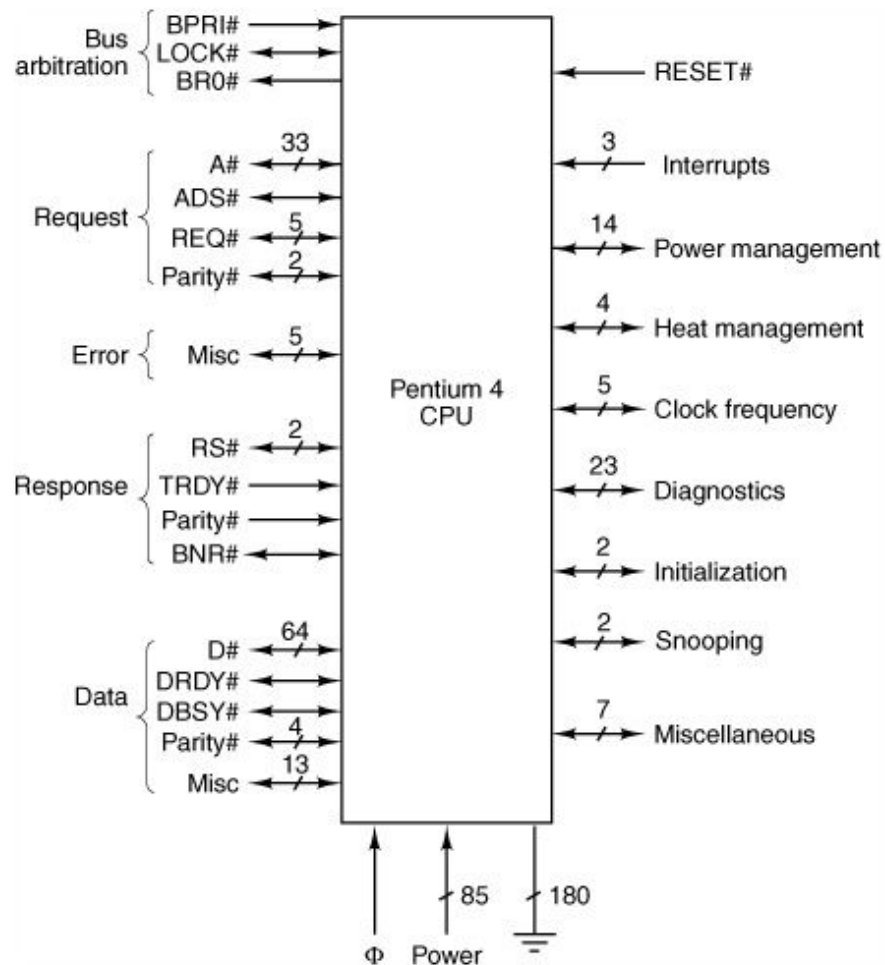 Bus arbitration
BPRI#
LOCK#
BR0#
Request
33
A#
ADS#
5
REQ#
2
Parity#
Error
5
Misc
Response
2
RS#
TRDY#
Parity#
BNR#
Data
64
D#
DRDY#
DBSY#
4
Parity#
13
Misc
Pentium 4
CPU
RESET#
3
Interrupts
14
Power management
4
Heat management
5
Clock frequency
23
Diagnostics
2
Initialization
2
Snooping
7
Miscellaneous
85
180
Φ
Power